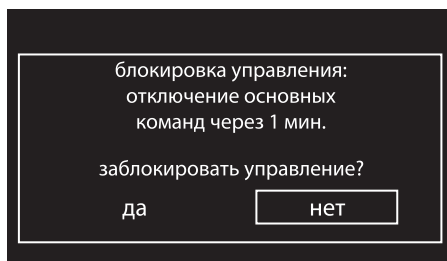 блокировка управления:
отключение основных
команд через 1 мин.
заблокировать управление?
да нет